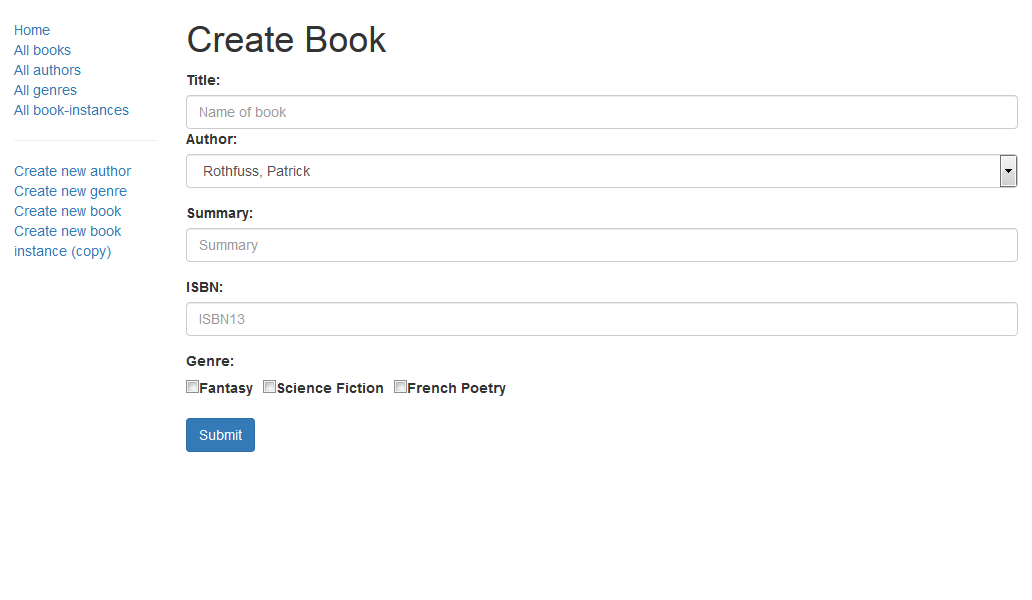 Home
All books
All authors
All genres
All book-instances
Create new author
Create new genre
Create new book
Create new book
instance (copy)
Create Book
Title:
Name of book
Author:
Rothfuss, Patrick
Summary:
Summary
ISBN:
ISBN13
Genre:
Fantasy Science Fiction French Poetry
Submit